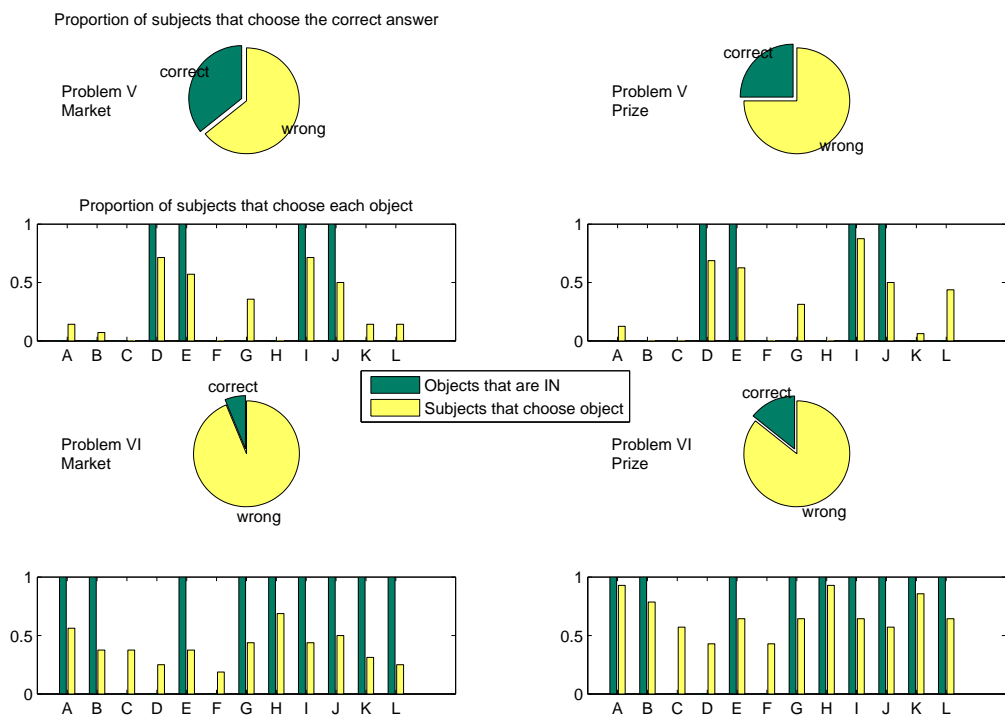 Proportion of subjects that choose the correct answer
correct
wrong
Problem V
Market
correct
wrong
Problem V
Prize
Proportion of subjects that choose each object
1
0.5
0
A B C D E F G H I J K L
1
0.5
0
A B C D E F G H I J K L
Objects that are IN
Subjects that choose object
correct
wrong
Problem VI
Market
correct
wrong
Problem VI
Prize
1
0.5
0
A B C D E F G H I J K L
1
0.5
0
A B C D E F G H I J K L